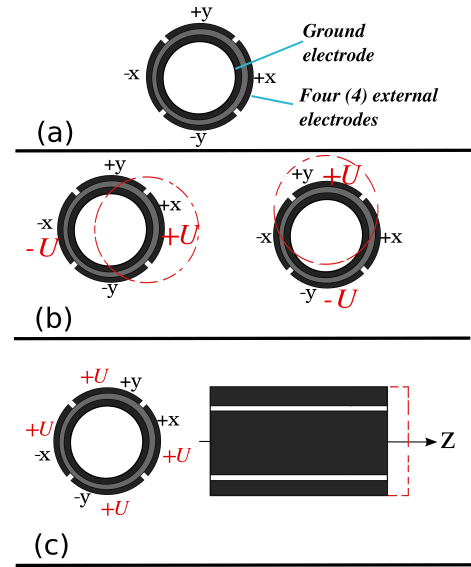 +y
Ground
electrode
-x
+x
Four (4) external
electrodes
-y
(a)
+y
-x
+x
-U
+U
-y
+y
+U
-x
+x
-y
-U
(b)
+U
+y
+U
+x
-x
+U
-y
+U
Z
(c)